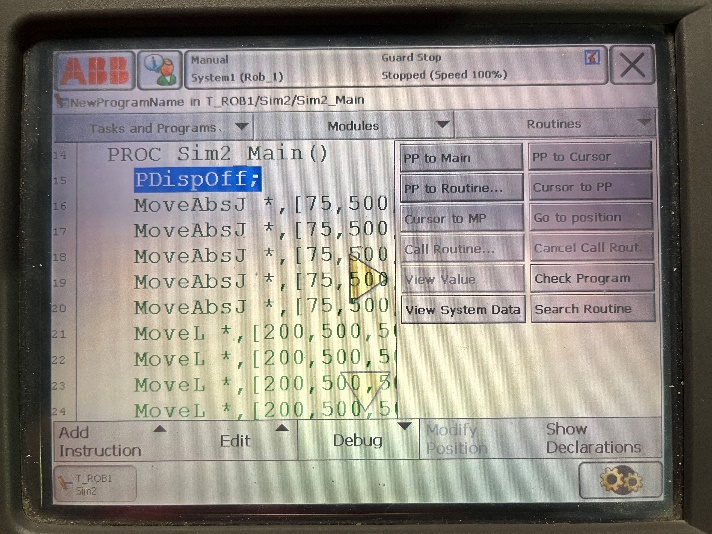 ABB
Manual
System1 (Rob_1)
Guard Stop
Stopped (Speed 100%)
NewProgramName in T_ROB1/Sim2/Sim2_Main
Tasks and Programs
Modules
Routines
14 PROC Sim2_Main()
15 PDispOff;
16 MoveAbsJ *,[75,500
17 MoveAbsJ *,[75,500
18 MoveAbsJ *,[75,500
19 MoveAbsJ *,[75,500
20 MoveAbsJ *,[75,500
21 MoveL *,[200,500,5
22 MoveL *,[200,500,5
23 MoveL *,[200,500,5
24 MoveL *,[200,500,5
PP to Main
PP to Cursor
PP to Routine...
Cursor to PP
Cursor to MP
Go to position
Call Routine...
Cancel Call Rout.
View Value
Check Program
View System Data
Search Routine
Add
Instruction
Edit
Debug
Modify
Position
Show
Declarations
T_ROB1
Sim2